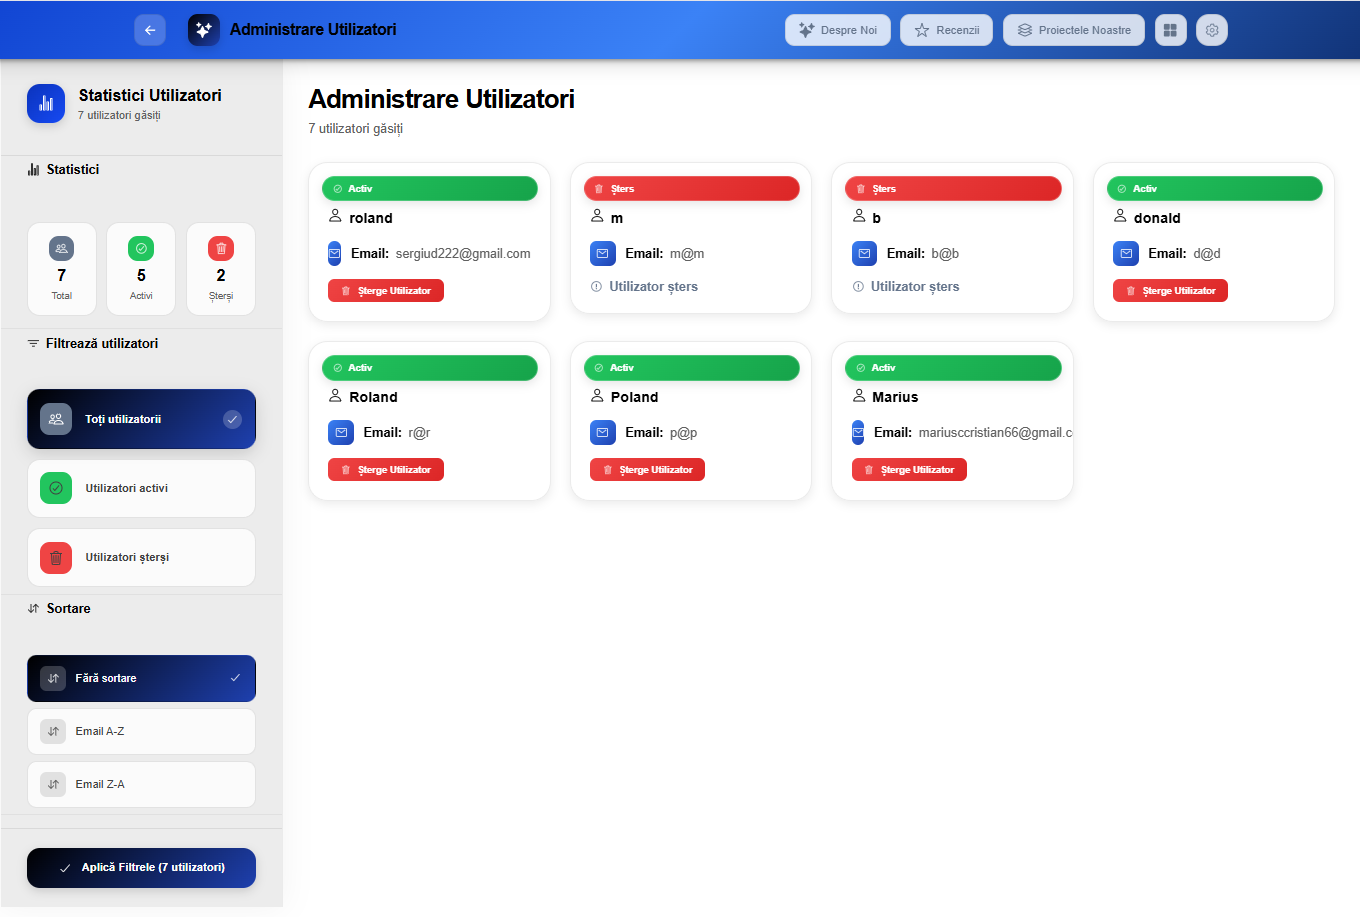 Administrare Utilizatori
Despre Noi
Recenzii
Proiectele Noastre
Statistici Utilizatori
7 utilizatori găsiți
Statistici
7
Total
5
Activi
2
Șterși
Filtrează utilizatori
Toți utilizatorii
Utilizatori activi
Utilizatori șterși
Sortare
Fără sortare
Email A-Z
Email Z-A
Aplică Filtrele (7 utilizatori)
Administrare Utilizatori
7 utilizatori găsiți
Activ
roland
Email: sergiud222@gmail.com
Șterge Utilizator
Șters
m
Email: m@m
Utilizator șters
Șters
b
Email: b@b
Utilizator șters
Activ
donald
Email: d@d
Șterge Utilizator
Activ
Roland
Email: r@r
Șterge Utilizator
Activ
Poland
Email: p@p
Șterge Utilizator
Activ
Marius
Email: mariusccristian66@gmail.c
Șterge Utilizator